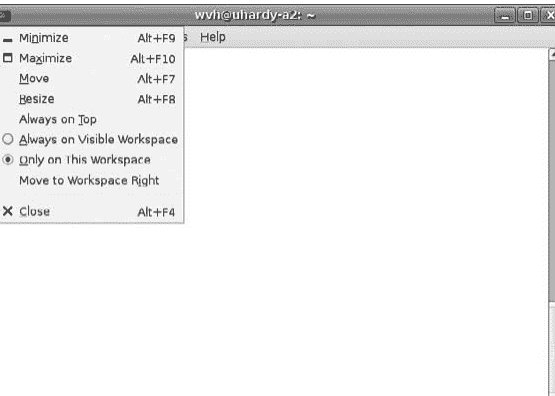 wvh@uhardy-a2: ~
s Help
Minimize Alt+F9
Maximize Alt+F10
Move Alt+F7
Resize Alt+F8
Always on Top
Always on Visible Workspace
Only on This Workspace
Move to Workspace Right
Close Alt+F4